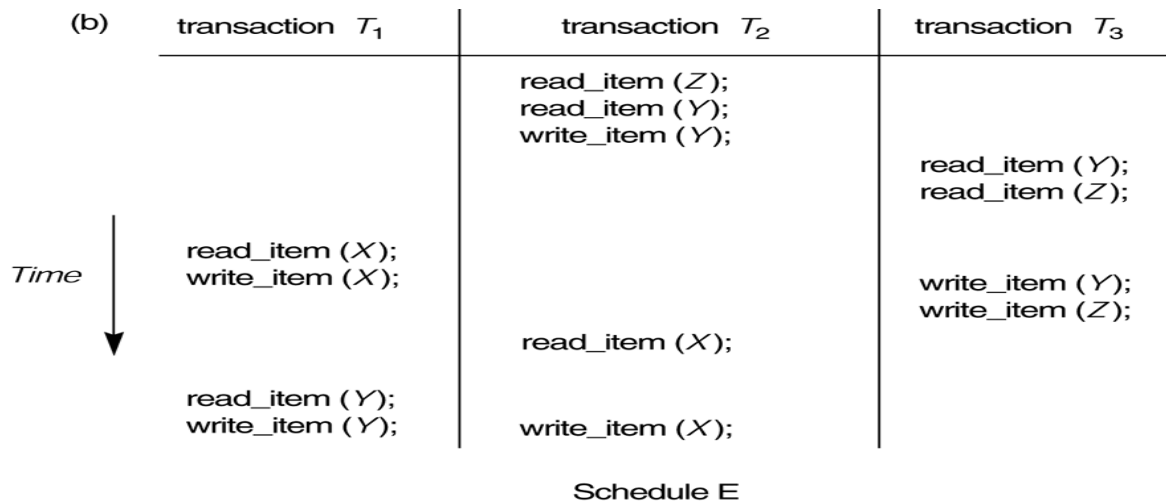 (b) transaction T1 transaction T2 transaction T3
read_item (Z);
read_item (Y);
write_item (Y);
read_item (Y);
read_item (Z);
read_item (X);
Time write_item (X); write_item (Y);
write_item (Z);
read_item (X);
read_item (Y);
write_item (Y); write_item (X);
Schedule E